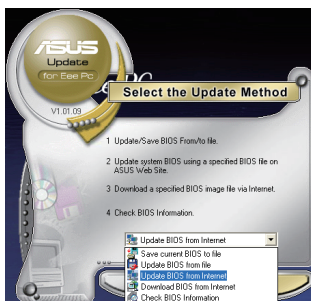 ASUS
Update
for Eee Pc
V1.01.09
Select the Update Method
1 Update/Save BIOS From/to file.
2 Update system BIOS using a specified BIOS file on
ASUS Web Site.
3 Download a specified BIOS image file via Internet.
4 Check BIOS Information.
Update BIOS from Internet
Save current BIOS to file
Update BIOS from file
Update BIOS from Internet
Download BIOS from Internet
Check BIOS Information